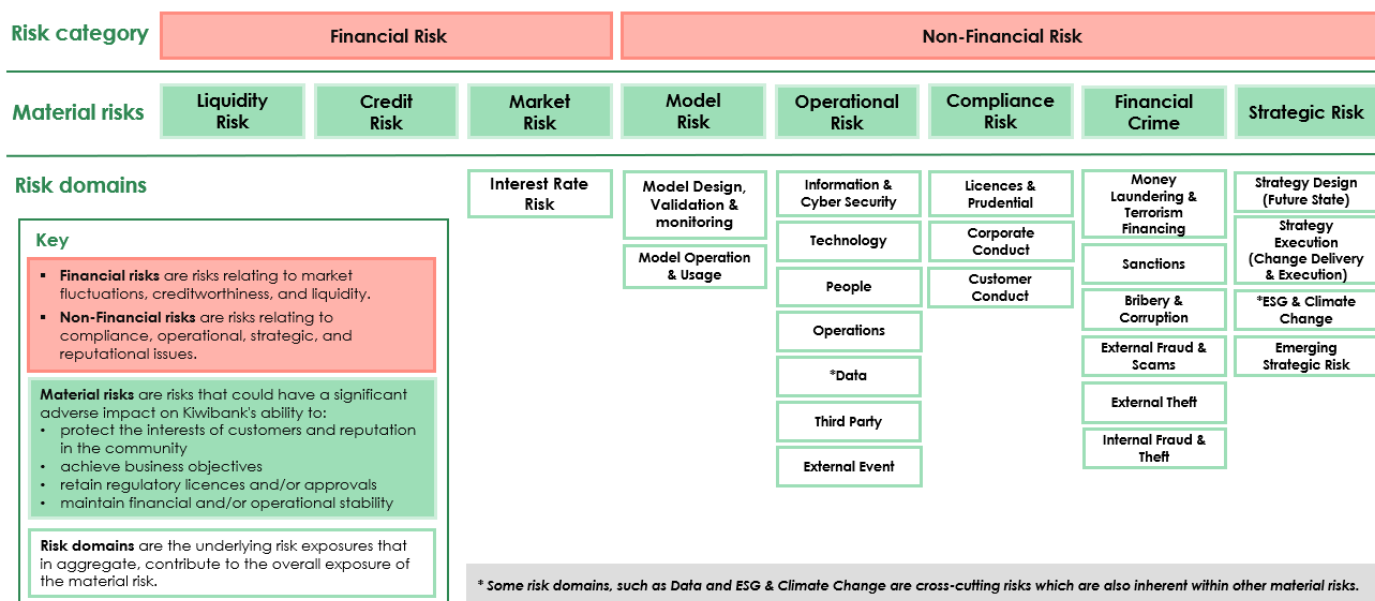 Risk category
Financial Risk
Non-Financial Risk
Material risks
Liquidity
Risk
Credit
Risk
Market
Risk
Model
Risk
Operational
Risk
Compliance
Risk
Financial
Crime
Strategic Risk
Risk domains
Interest Rate
Risk
Model Design,
Validation &
monitoring
Model Operation
& Usage
Information &
Cyber Security
Technology
People
Operations
*Data
Third Party
External Event
Licences &
Prudential
Corporate
Conduct
Customer
Conduct
Money
Laundering &
Terrorism
Financing
Sanctions
Bribery &
Corruption
External Fraud &
Scams
External Theft
Internal Fraud &
Theft
Strategy Design
(Future State)
Strategy
Execution
(Change Delivery
& Execution)
*ESG & Climate
Change
Emerging
Strategic Risk
Key
▪ Financial risks are risks relating to market
fluctuations, creditworthiness, and liquidity.
▪ Non-Financial risks are risks relating to
compliance, operational, strategic, and
reputational issues.
Material risks are risks that could have a significant
adverse impact on Kiwibank's ability to:
• protect the interests of customers and reputation
in the community
• achieve business objectives
• retain regulatory licences and/or approvals
• maintain financial and/or operational stability
Risk domains are the underlying risk exposures that
in aggregate, contribute to the overall exposure of
the material risk.
* Some risk domains, such as Data and ESG & Climate Change are cross-cutting risks which are also inherent within other material risks.